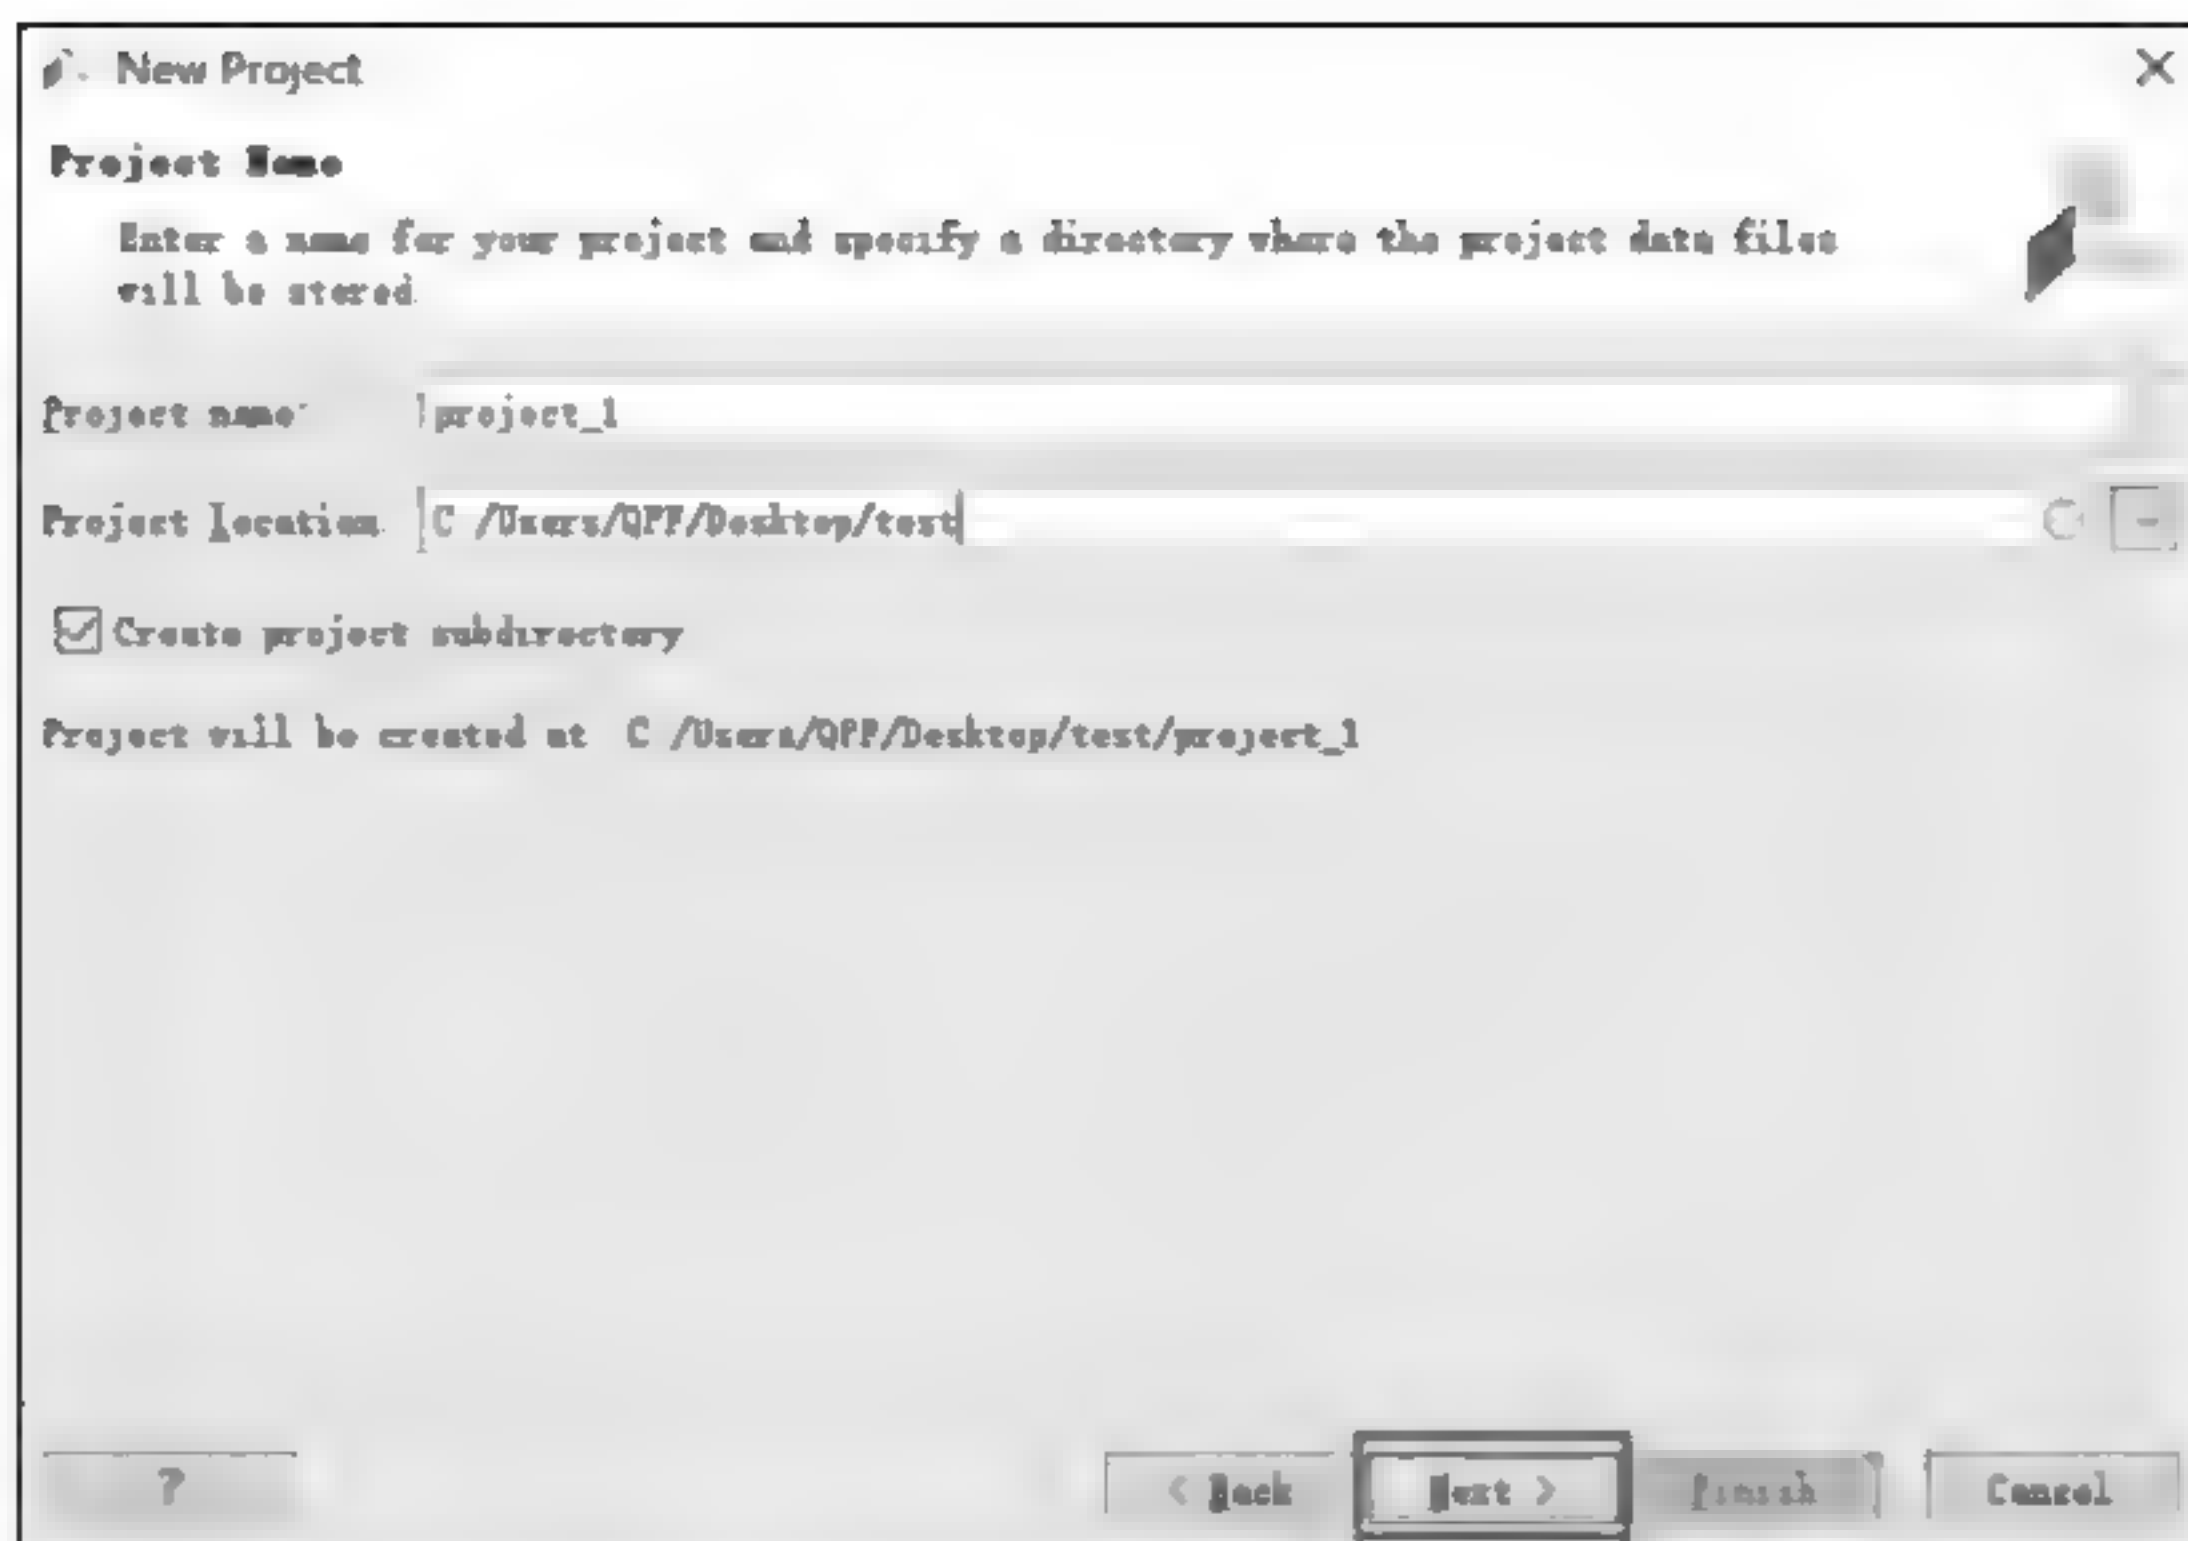 New Project
Project Name
Enter a name for your project and specify a directory where the project data files
will be stored
Project name: project_1
Project location C /Users/QFF/Desktop/test
Create project subdirectory
Project will be created at C /Users/QFF/Desktop/test/project_1
? < Back Next > Finish Cancel